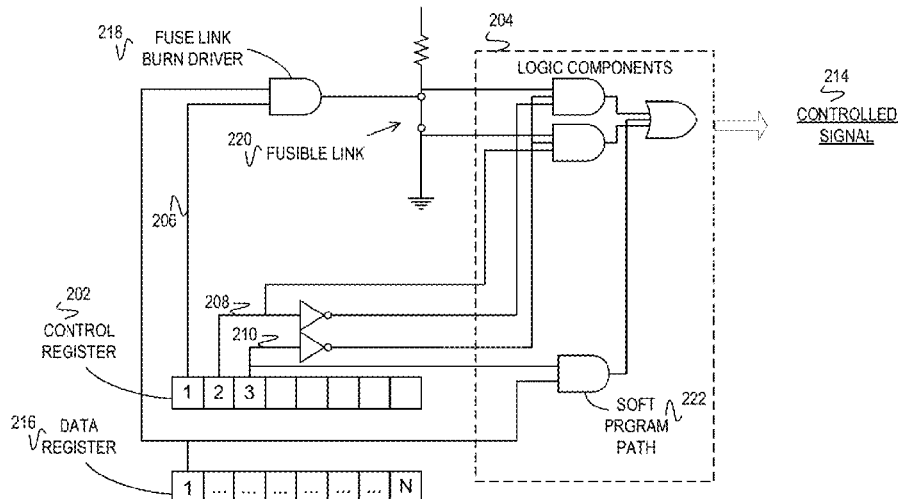 218
FUSE LINK
BURN DRIVER
204
LOGIC COMPONENTS
214
CONTROLLED
SIGNAL
220
FUSIBLE LINK
206
208
210
202
CONTROL
REGISTER
1 2 3
SOFT
PRGRAM
PATH
222
216
DATA
REGISTER
1 ... ... ... ... ... ... N